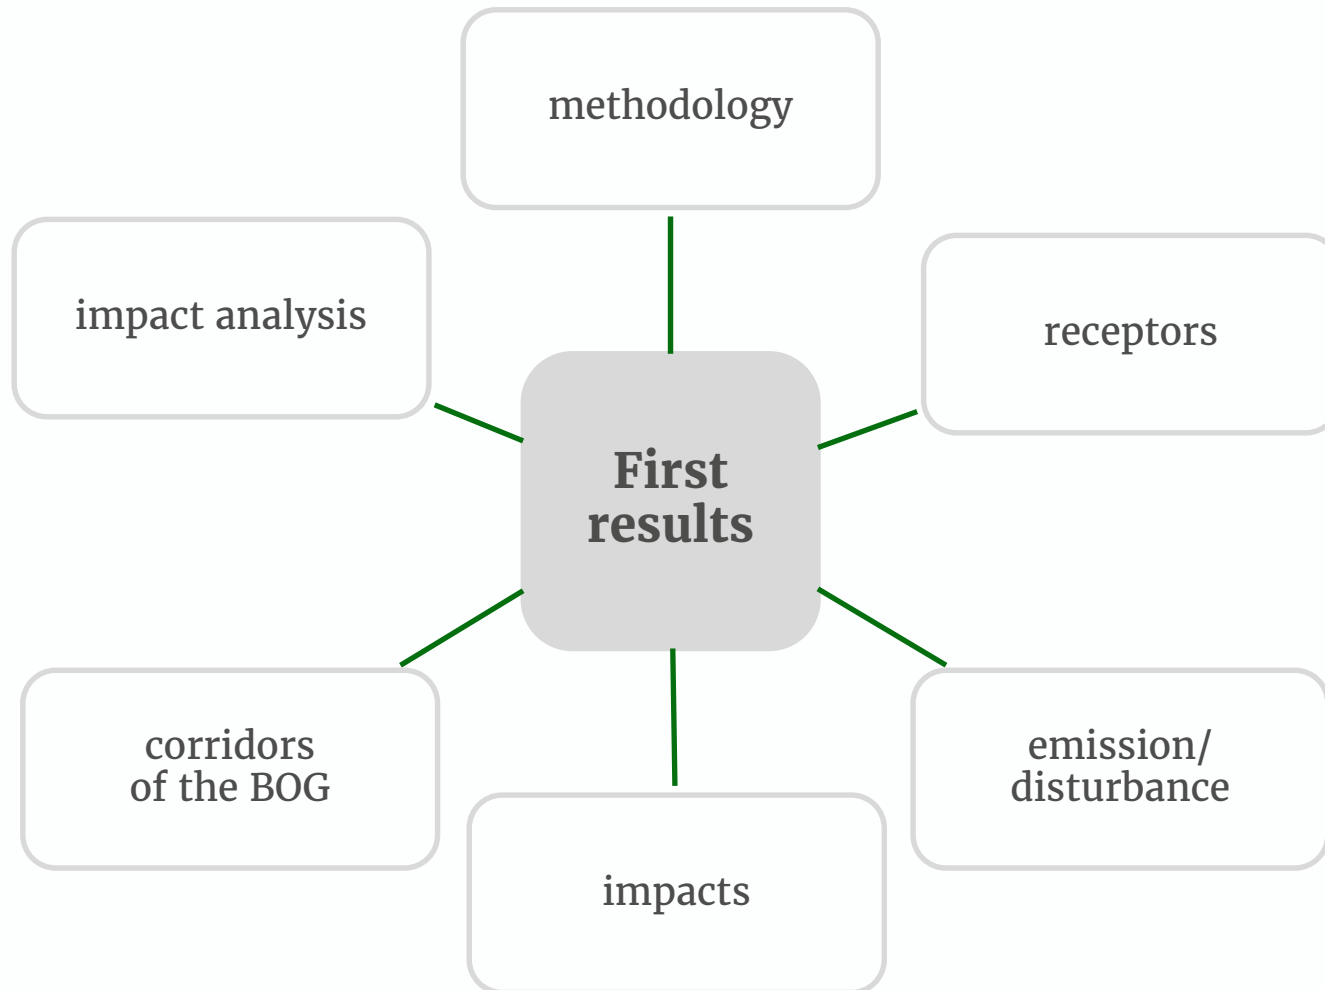 methodology
impact analysis
receptors
First
results
corridors
of the BOG
emission/
disturbance
impacts